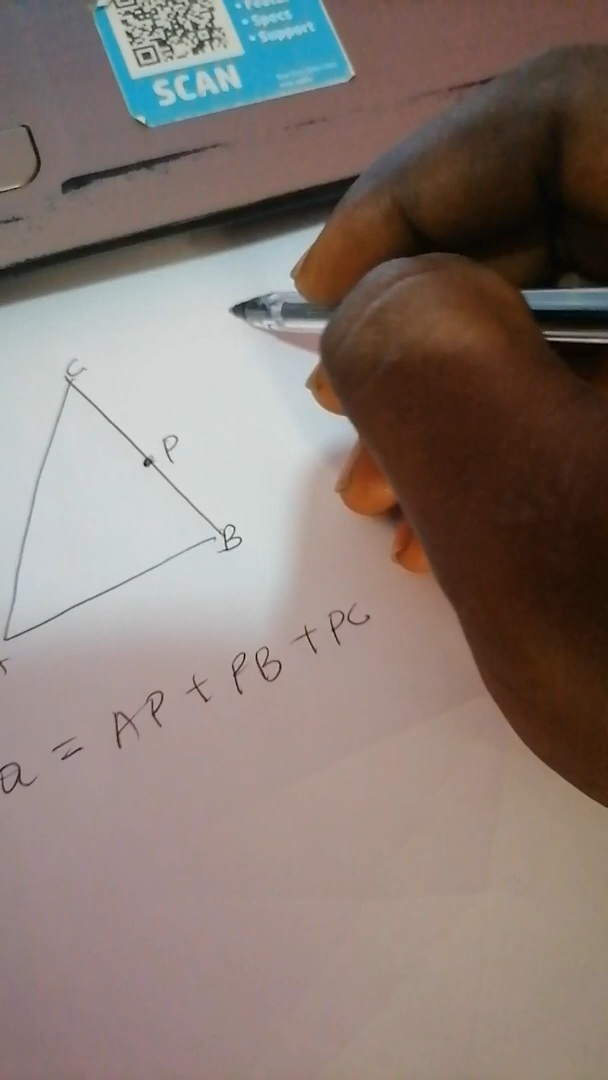 • Specs
• Support
SCAN
C
P
B
a = AP + PB + PC